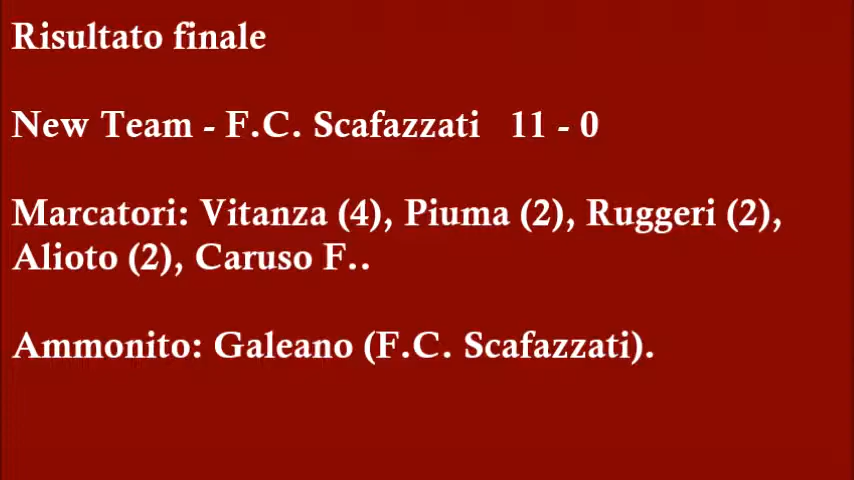 Risultato finale
New Team - F.C. Scafazzati 11 - 0
Marcatori: Vitanza (4), Piuma (2), Ruggeri (2),
Alioto (2), Caruso F..
Ammonito: Galeano (F.C. Scafazzati).